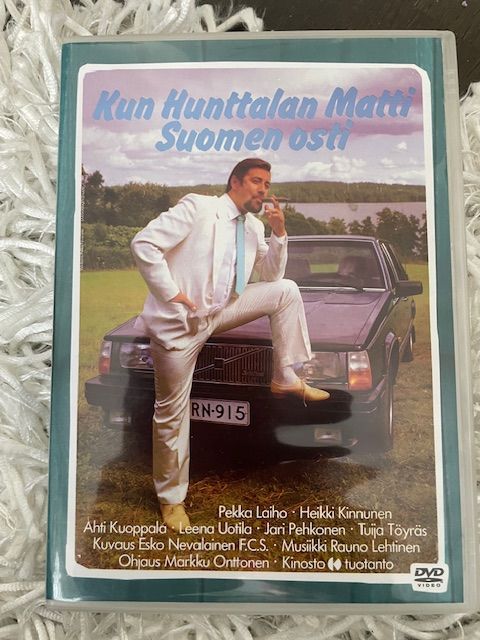 Kun Hunttalan Matti
Suomen osti
RN-915
Pekka Laiho · Heikki Kinnunen
Ahti Kuoppala · Leena Uotila · Jari Pehkonen · Tuija Töyräs
Kuvaus Esko Nevalainen F.C.S. · Musiikki Rauno Lehtinen
Ohjaus Markku Onttonen · Kinosto tuotanto
DVD
VIDEO